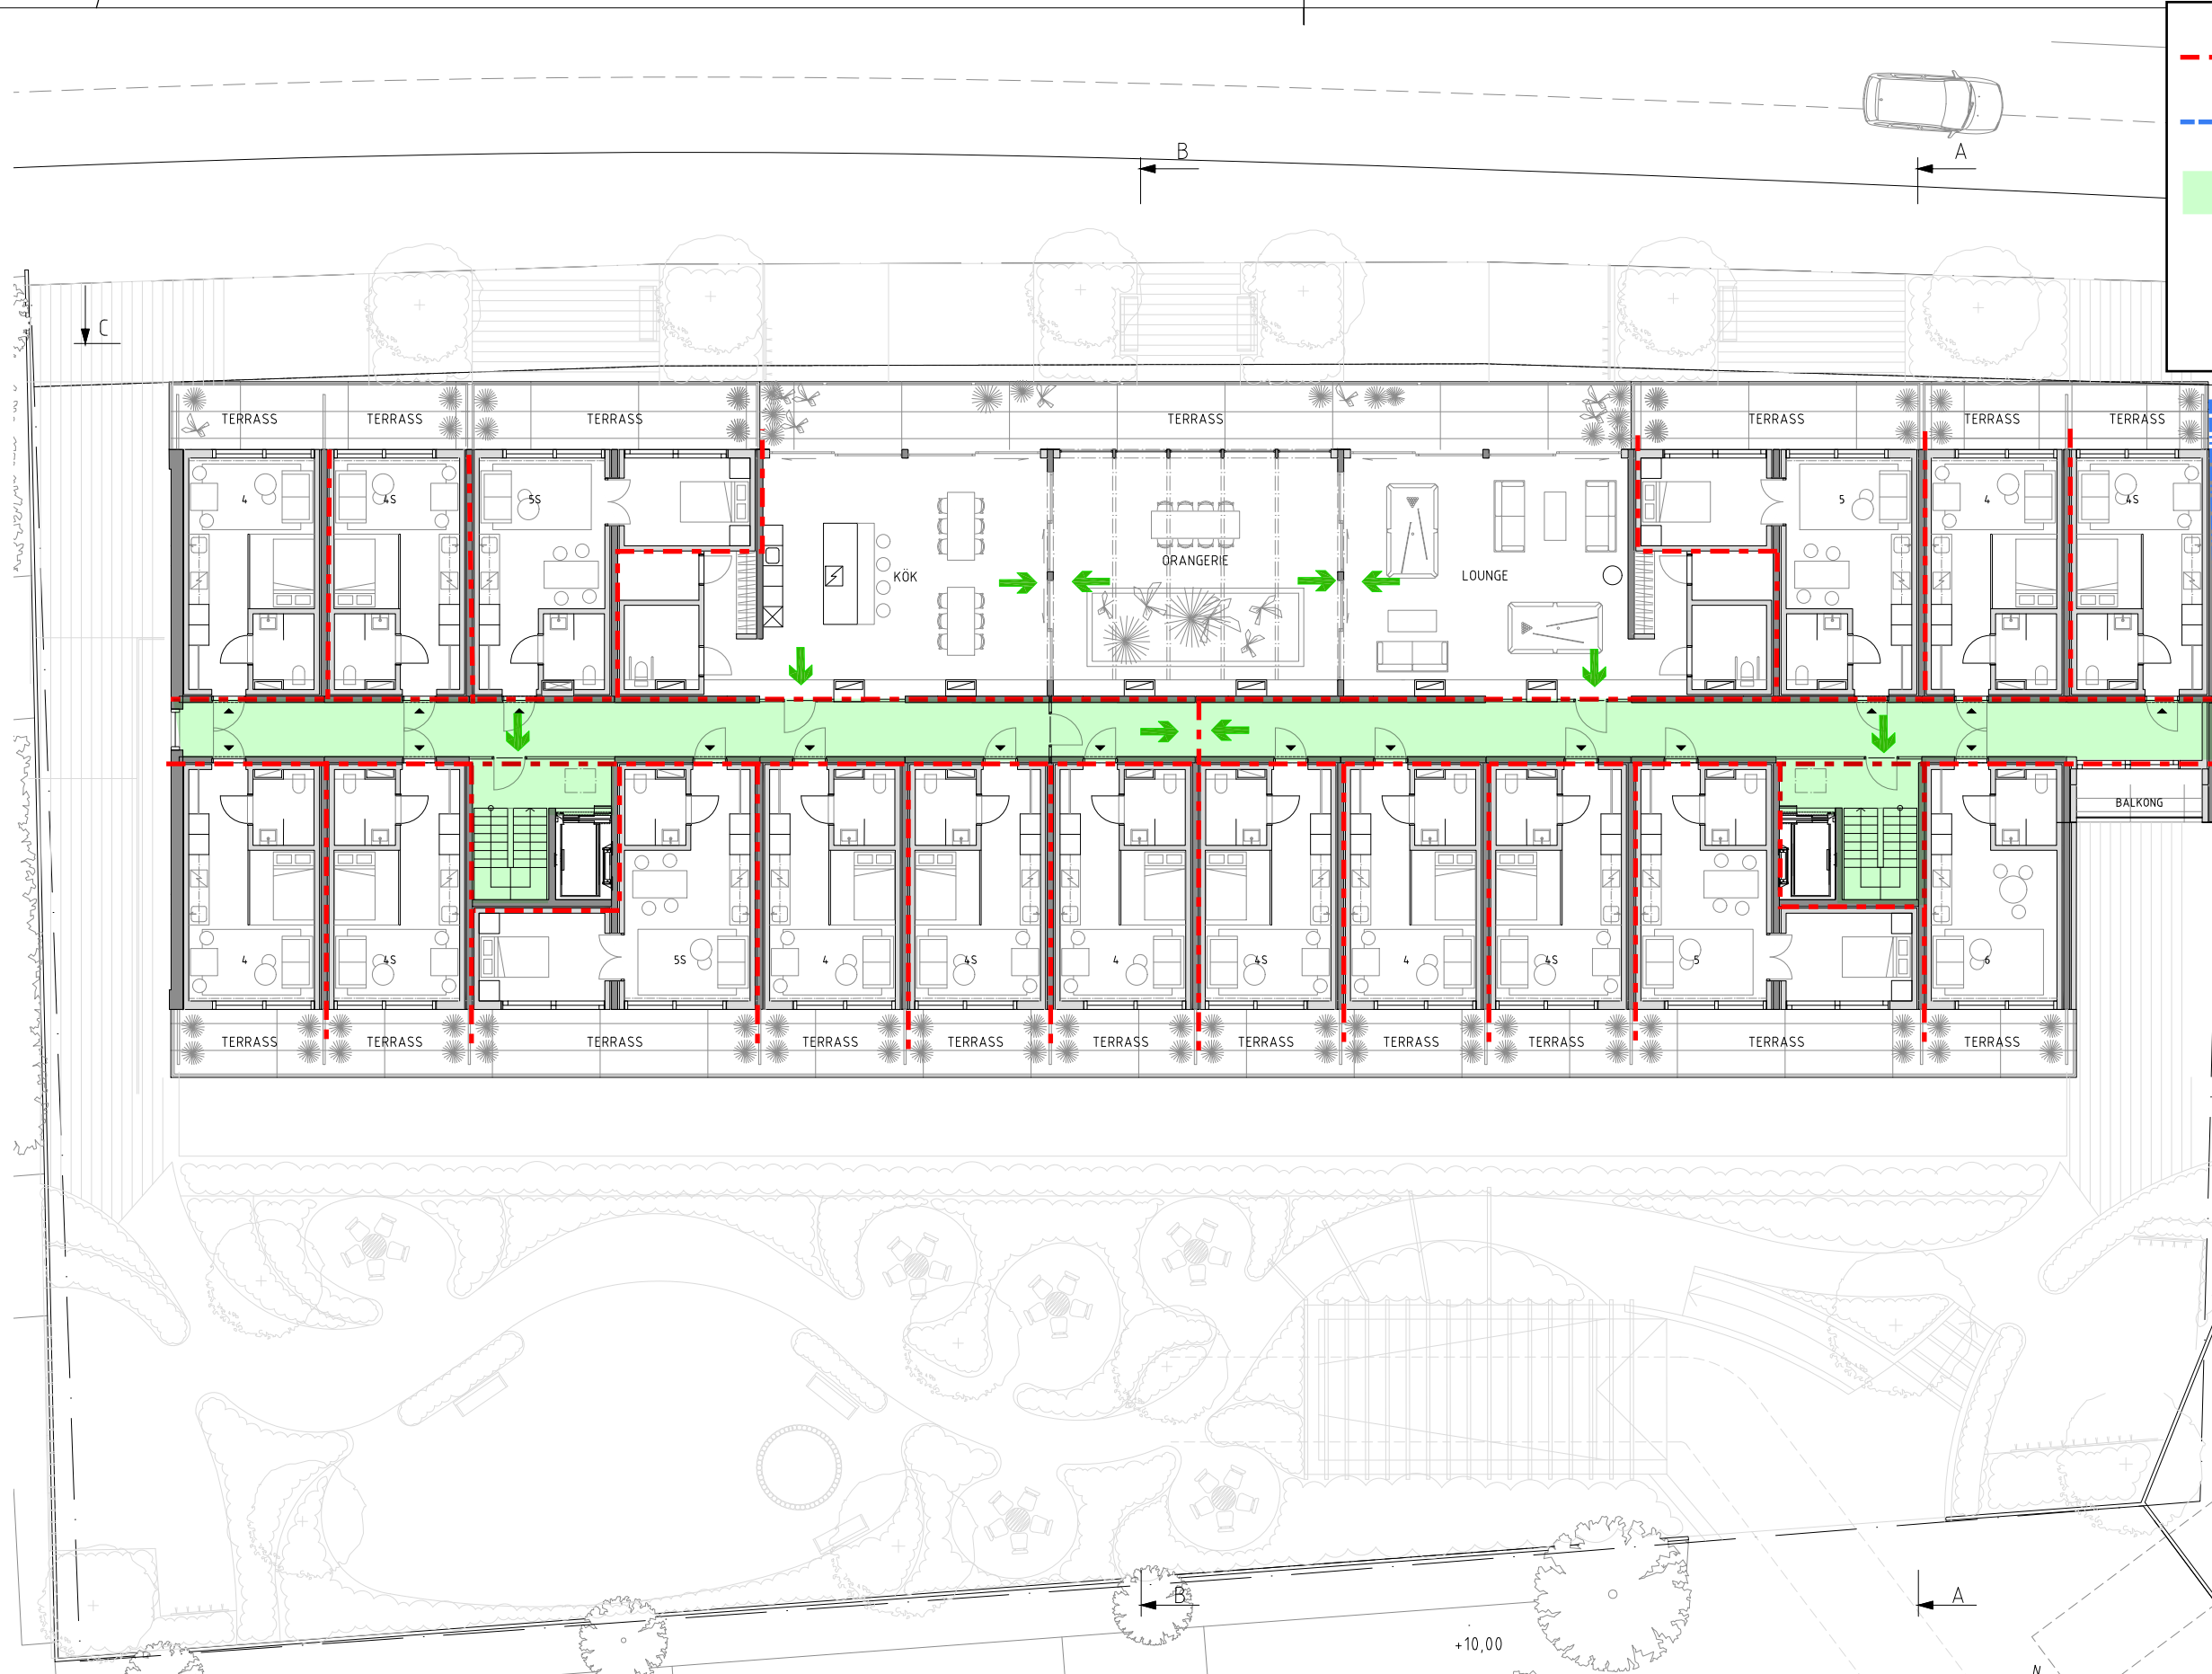 B
A
C
TERRASS TERRASS TERRASS TERRASS TERRASS TERRASS TERRASS
4 4S 5S 5 4 4S
ORANGERIE
KÖK LOUNGE
BALKONG
4 4S 5S 4 4S 4 4S 4 4S 5 6
TERRASS TERRASS TERRASS TERRASS TERRASS TERRASS TERRASS TERRASS TERRASS TERRASS TERRASS
B A
+10,00
N